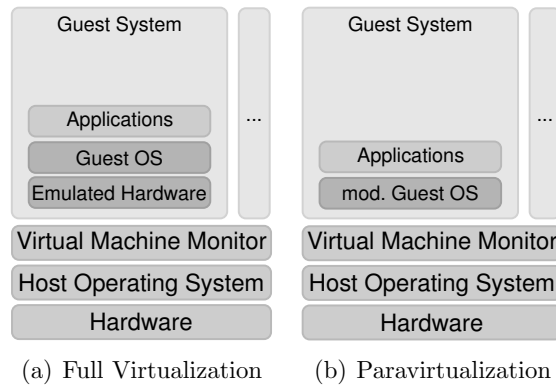 Guest System
...
Applications
Guest OS
Emulated Hardware
Virtual Machine Monitor
Host Operating System
Hardware
(a) Full Virtualization
Guest System
...
Applications
mod. Guest OS
Virtual Machine Monitor
Host Operating System
Hardware
(b) Paravirtualization